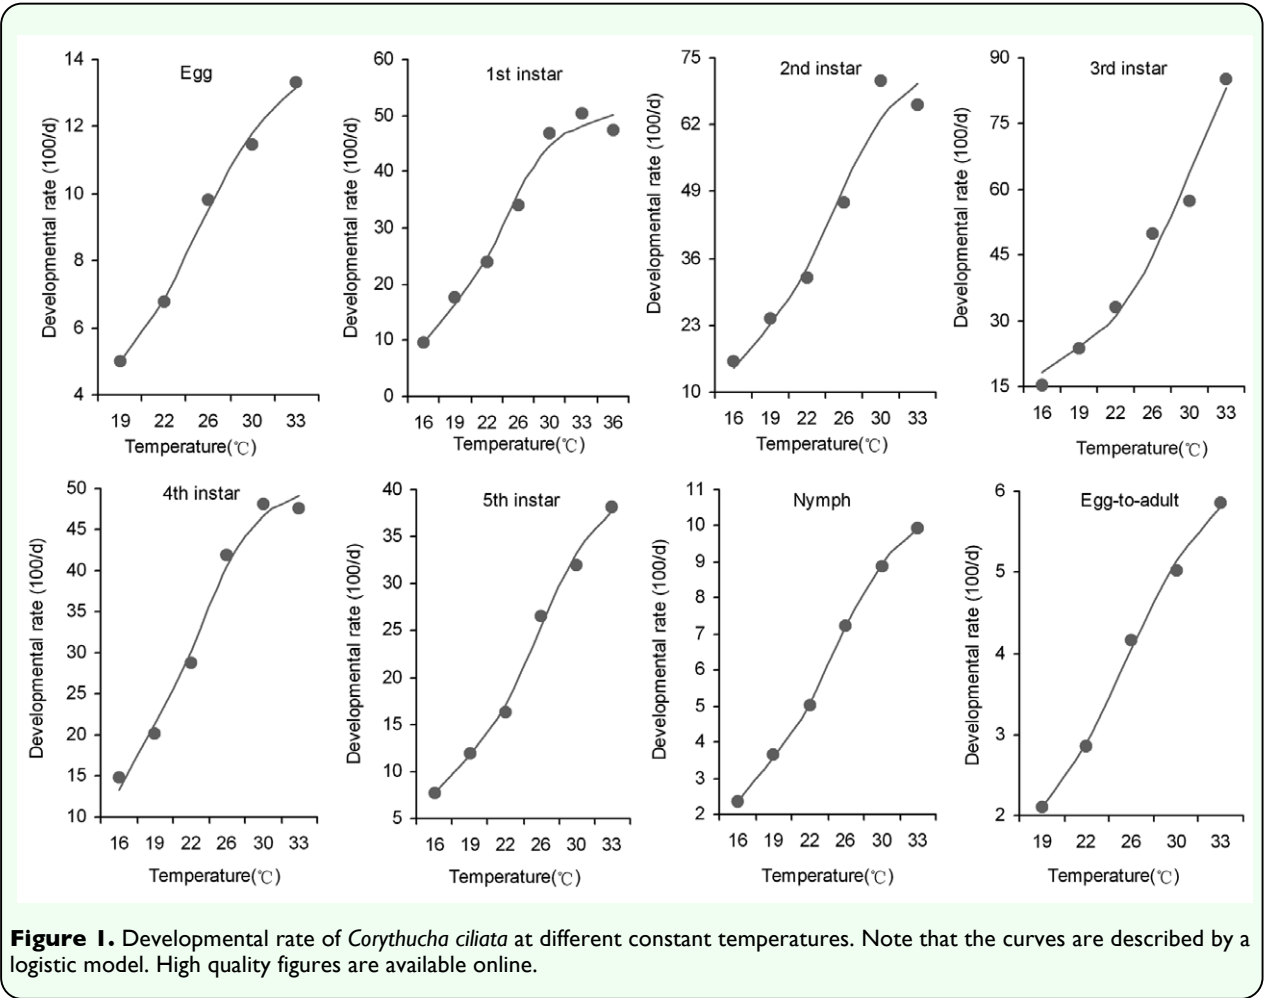 Egg
Developmental rate (100/d)
14
12
10
8
6
4
19 22 26 30 33
Temperature(℃)
1st instar
Developmental rate (100/d)
60
50
40
30
20
10
0
16 19 22 26 30 33 36
Temperature(℃)
2nd instar
Developmental rate (100/d)
75
62
49
36
23
10
16 19 22 26 30 33
Temperature(℃)
3rd instar
Developmental rate (100/d)
90
75
60
45
30
15
16 19 22 26 30 33
Temperature(℃)
4th instar
Developmental rate (100/d)
50
45
40
35
30
25
20
15
10
16 19 22 26 30 33
Temperature(℃)
5th instar
Developmental rate (100/d)
40
35
30
25
20
15
10
5
16 19 22 26 30 33
Temperature(℃)
Nymph
Developmental rate (100/d)
11
10
9
8
7
6
5
4
3
2
16 19 22 26 30 33
Temperature(℃)
Egg-to-adult
Developmental rate (100/d)
6
5
4
3
2
19 22 26 30 33
Temperature(℃)
Figure 1. Developmental rate of Corythucha ciliata at different constant temperatures. Note that the curves are described by a
logistic model. High quality figures are available online.